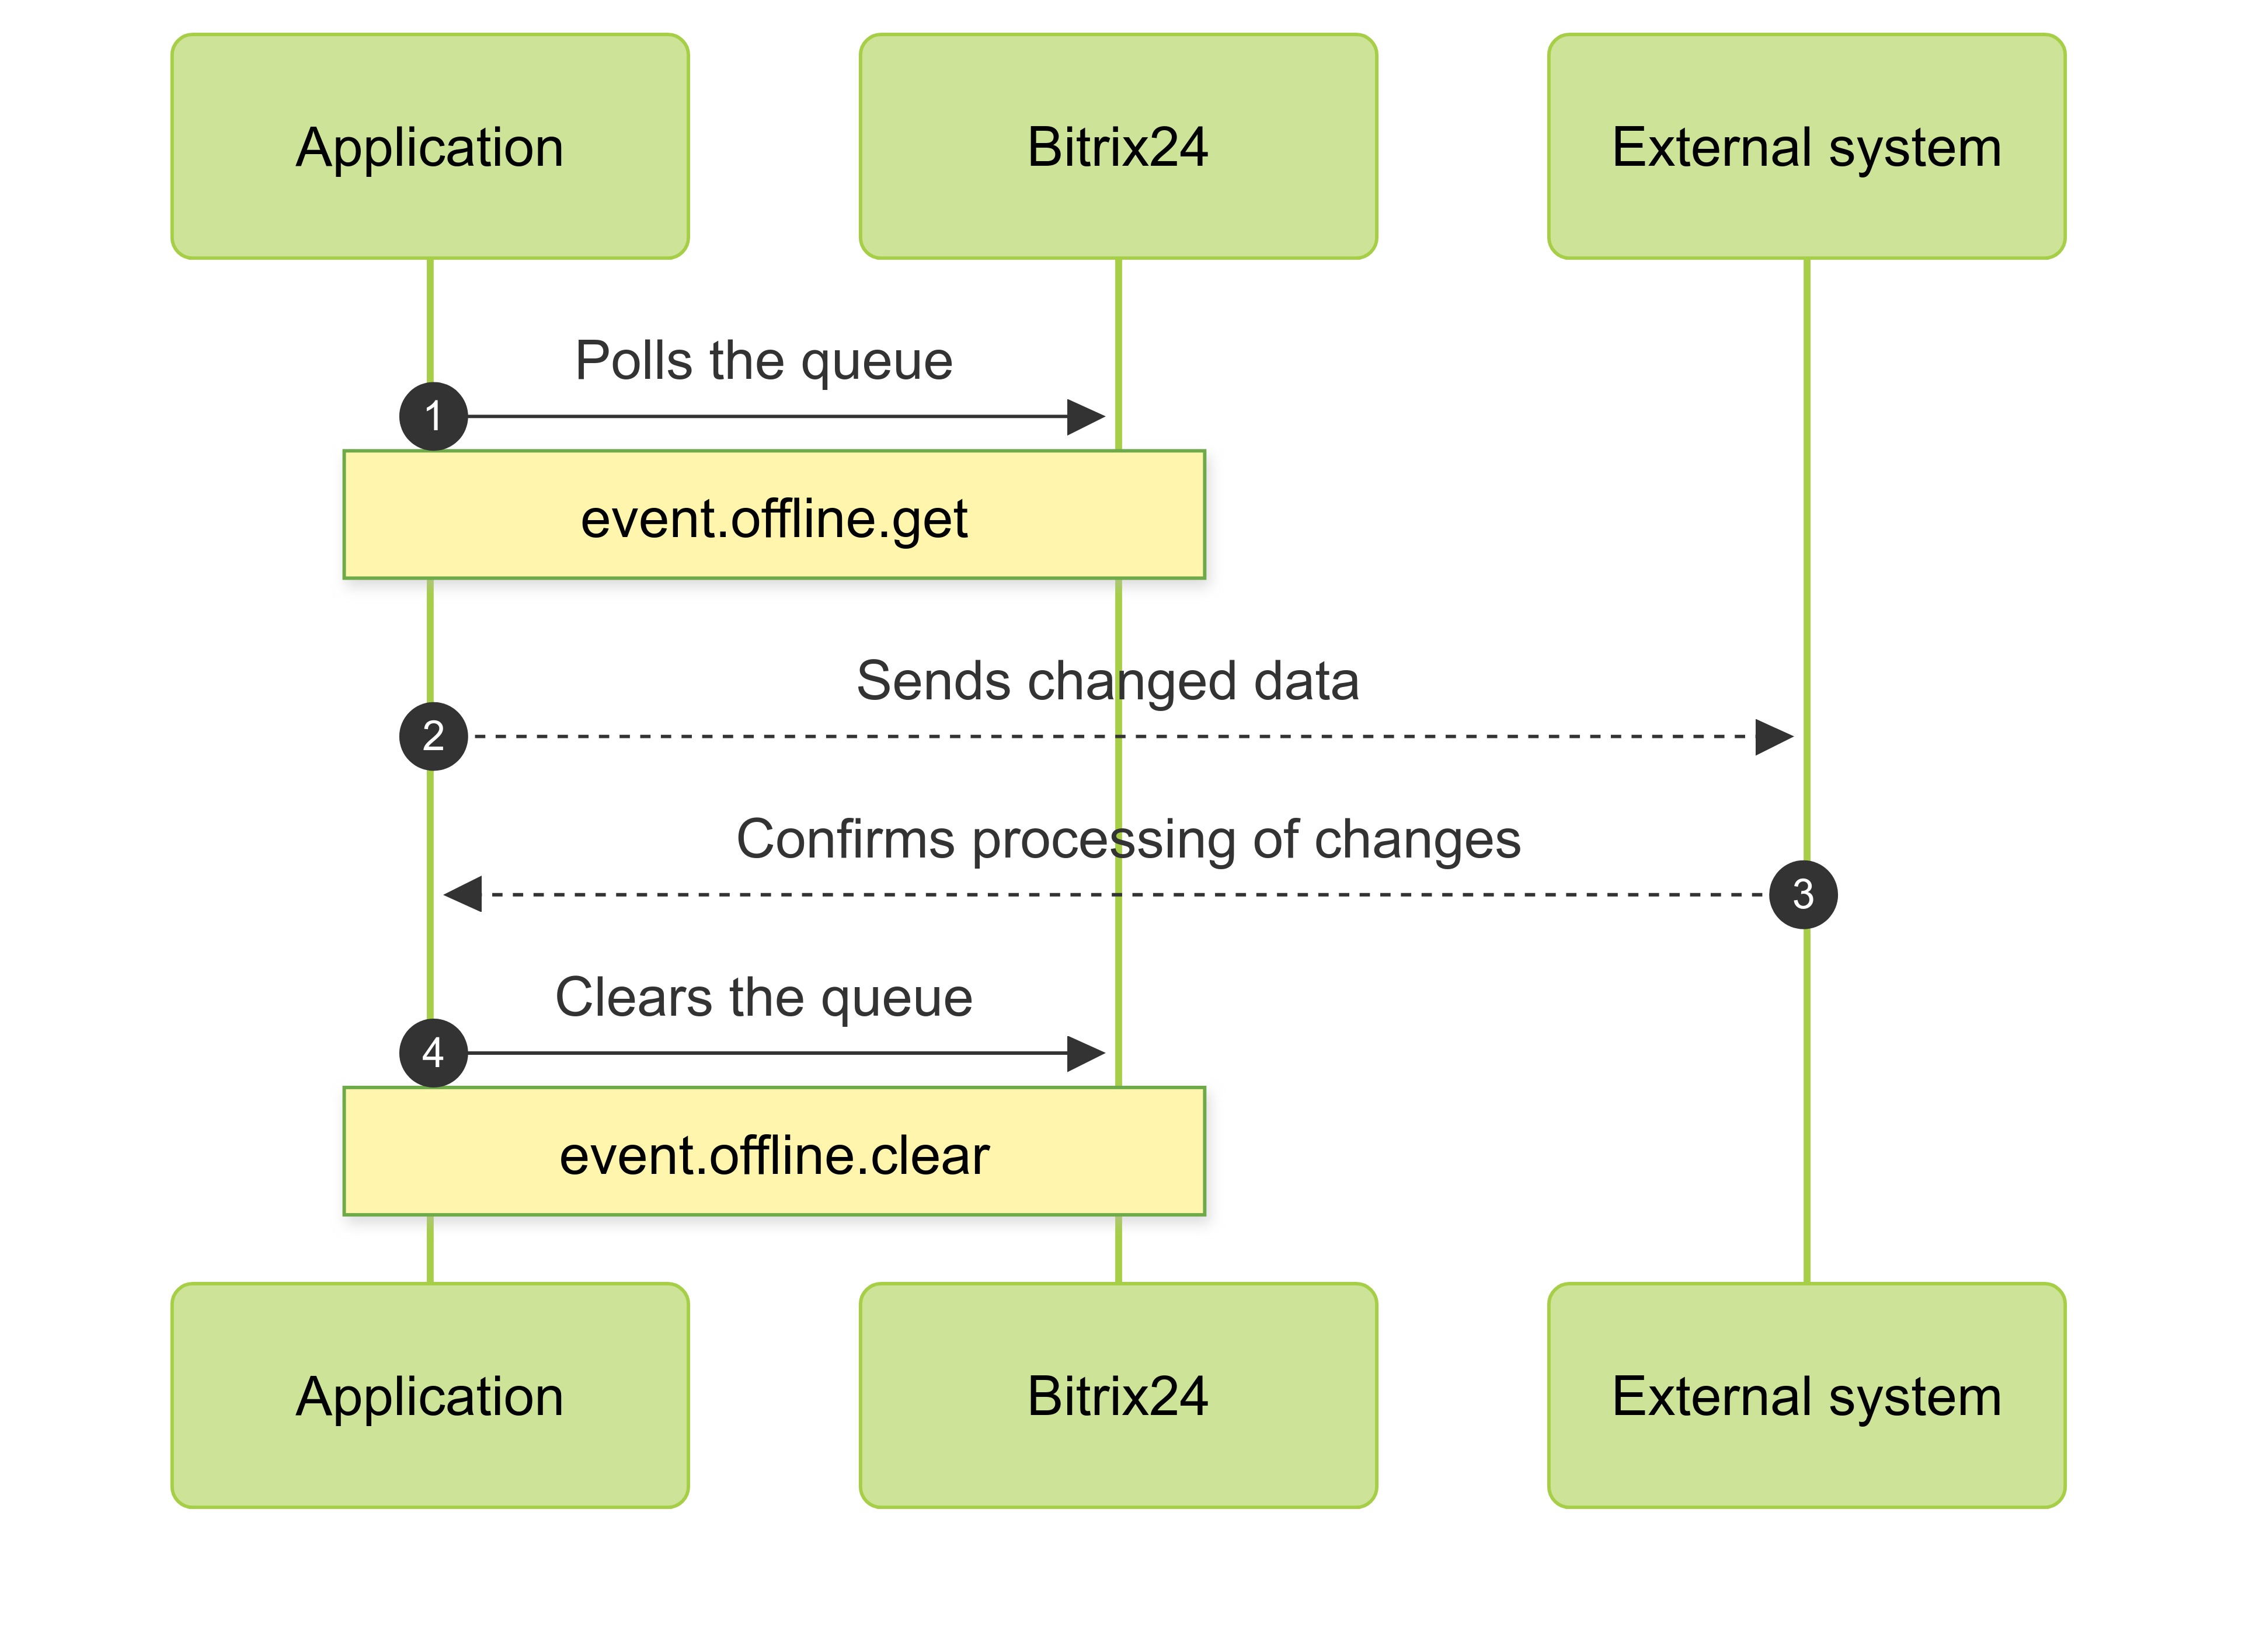 Application
Bitrix24
External system
Polls the queue
1
event.offline.get
Sends changed data
2
Confirms processing of changes
3
Clears the queue
4
event.offline.clear
Application
Bitrix24
External system